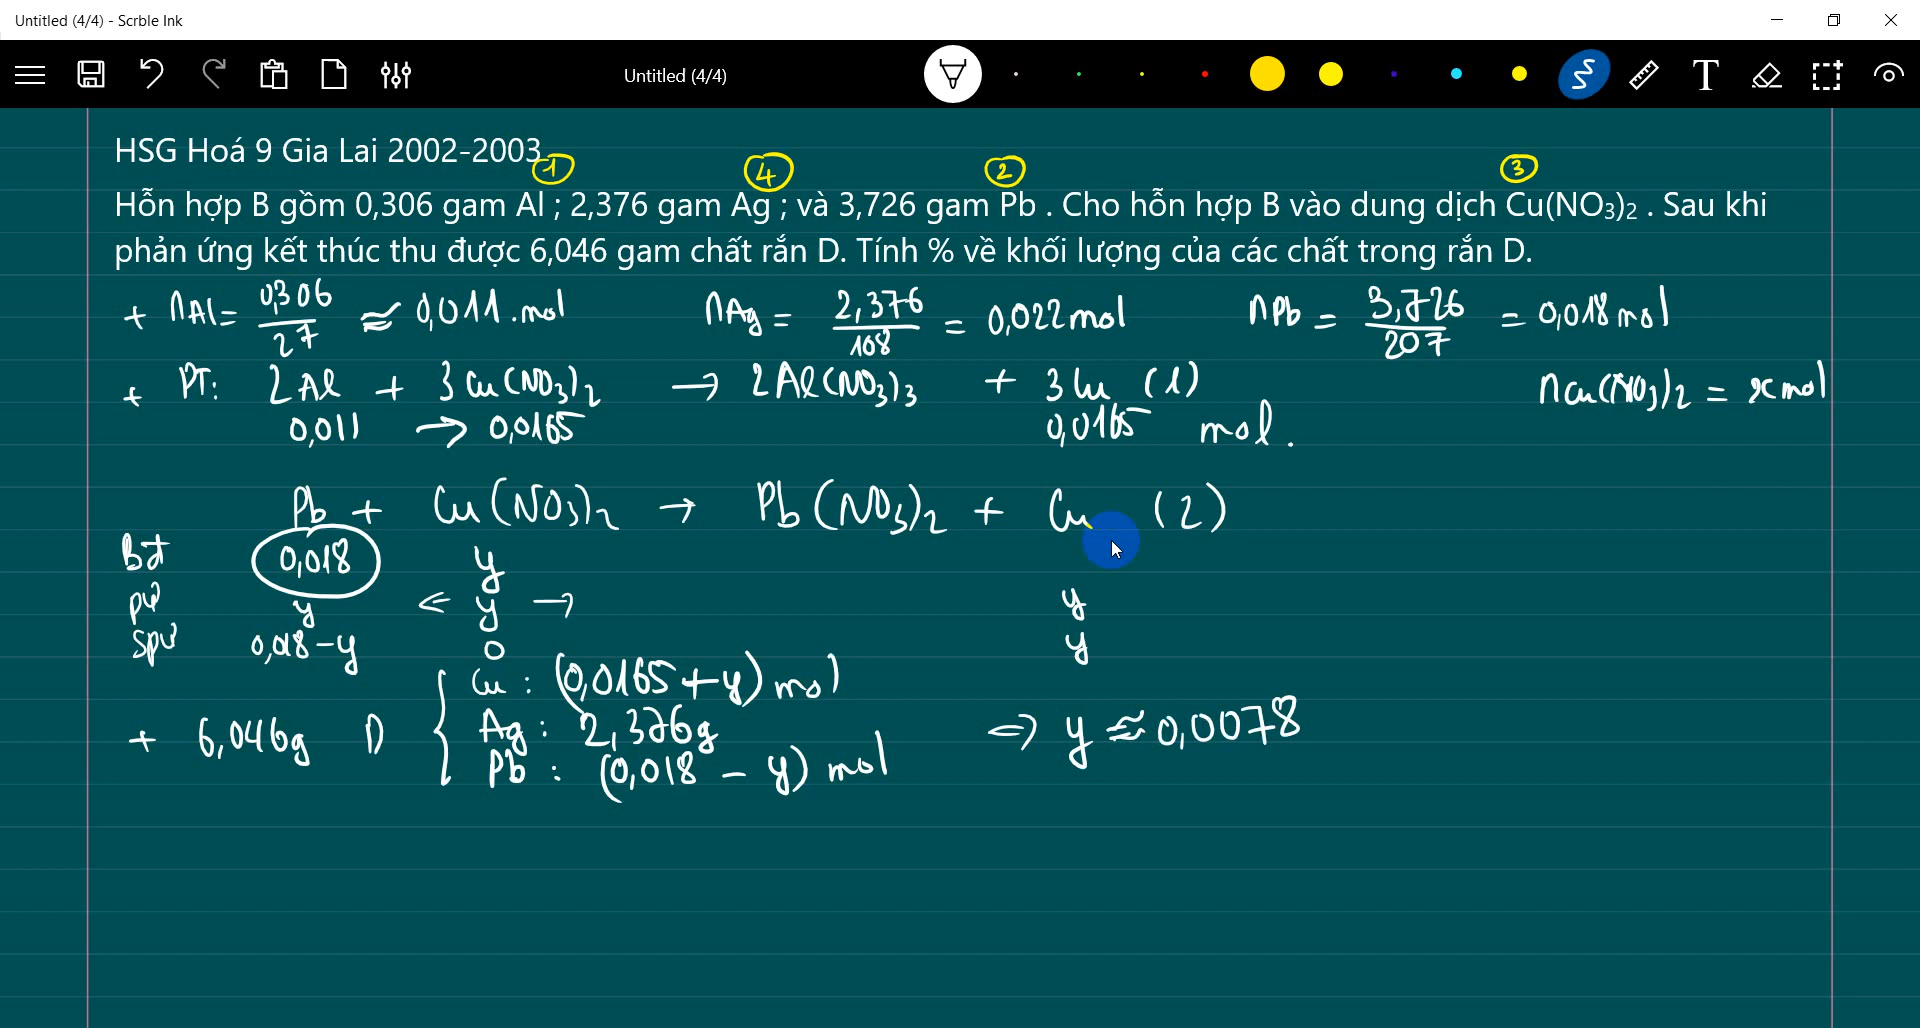 Untitled (4/4) - Scrble Ink
Untitled (4/4)
T
HSG Hoá 9 Gia Lai 2002-2003
1 4 2 3
Hỗn hợp B gồm 0,306 gam Al ; 2,376 gam Ag ; và 3,726 gam Pb . Cho hỗn hợp B vào dung dịch Cu(NO₃)₂ . Sau khi
phản ứng kết thúc thu được 6,046 gam chất rắn D. Tính % về khối lượng của các chất trong rắn D.
+ nAl = 0,306/27 ≈ 0,011 . mol nAg = 2,376/108 = 0,022 mol nPb = 3,726/207 = 0,018 mol
+ PT: 2Al + 3Cu(NO₃)₂ → 2Al(NO₃)₃ + 3Cu (1) nCu(NO₃)₂ = x mol
0,011 → 0,0165 0,0165 mol.
Pb + Cu(NO₃)₂ → Pb(NO₃)₂ + Cu (2)
Bđ 0,018 y
pư y ← y → y
spư 0,018-y 0 y
+ 6,046g D { Cu : (0,0165 + y) mol
Ag : 2,376g ⇔ y ≈ 0,0078
Pb : (0,018 - y) mol